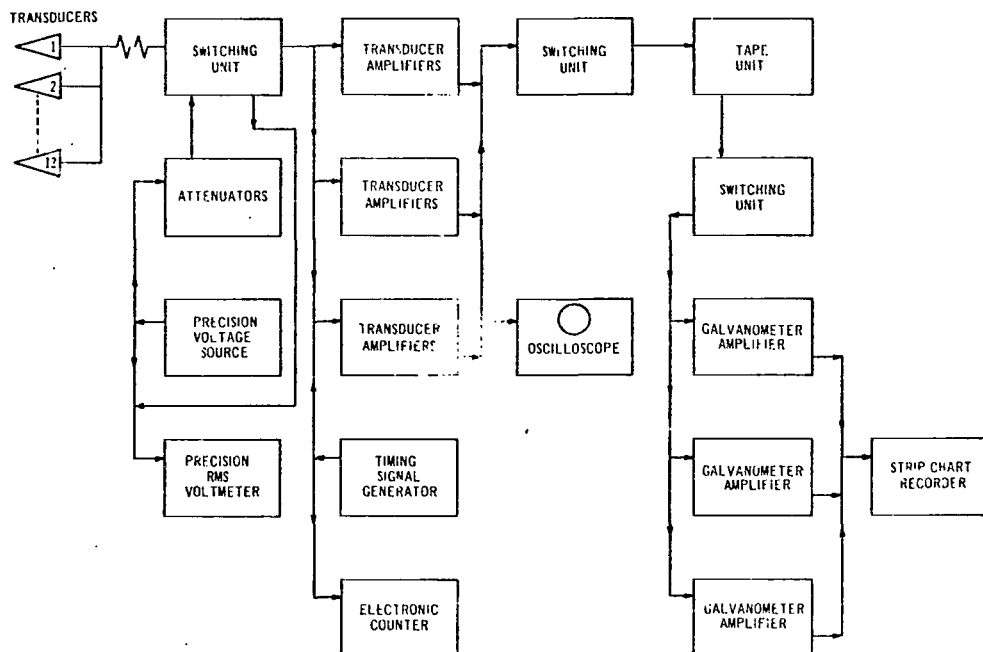 TRANSDUCERS
1
2
12
SWITCHING
UNIT
TRANSDUCER
AMPLIFIERS
SWITCHING
UNIT
TAPE
UNIT
ATTENUATORS
TRANSDUCER
AMPLIFIERS
SWITCHING
UNIT
PRECISION
VOLTAGE
SOURCE
TRANSDUCER
AMPLIFIERS
OSCILLOSCOPE
GALVANOMETER
AMPLIFIER
PRECISION
RMS
VOLTMETER
TIMING
SIGNAL
GENERATOR
GALVANOMETER
AMPLIFIER
STRIP CHART
RECORDER
ELECTRONIC
COUNTER
GALVANOMETER
AMPLIFIER